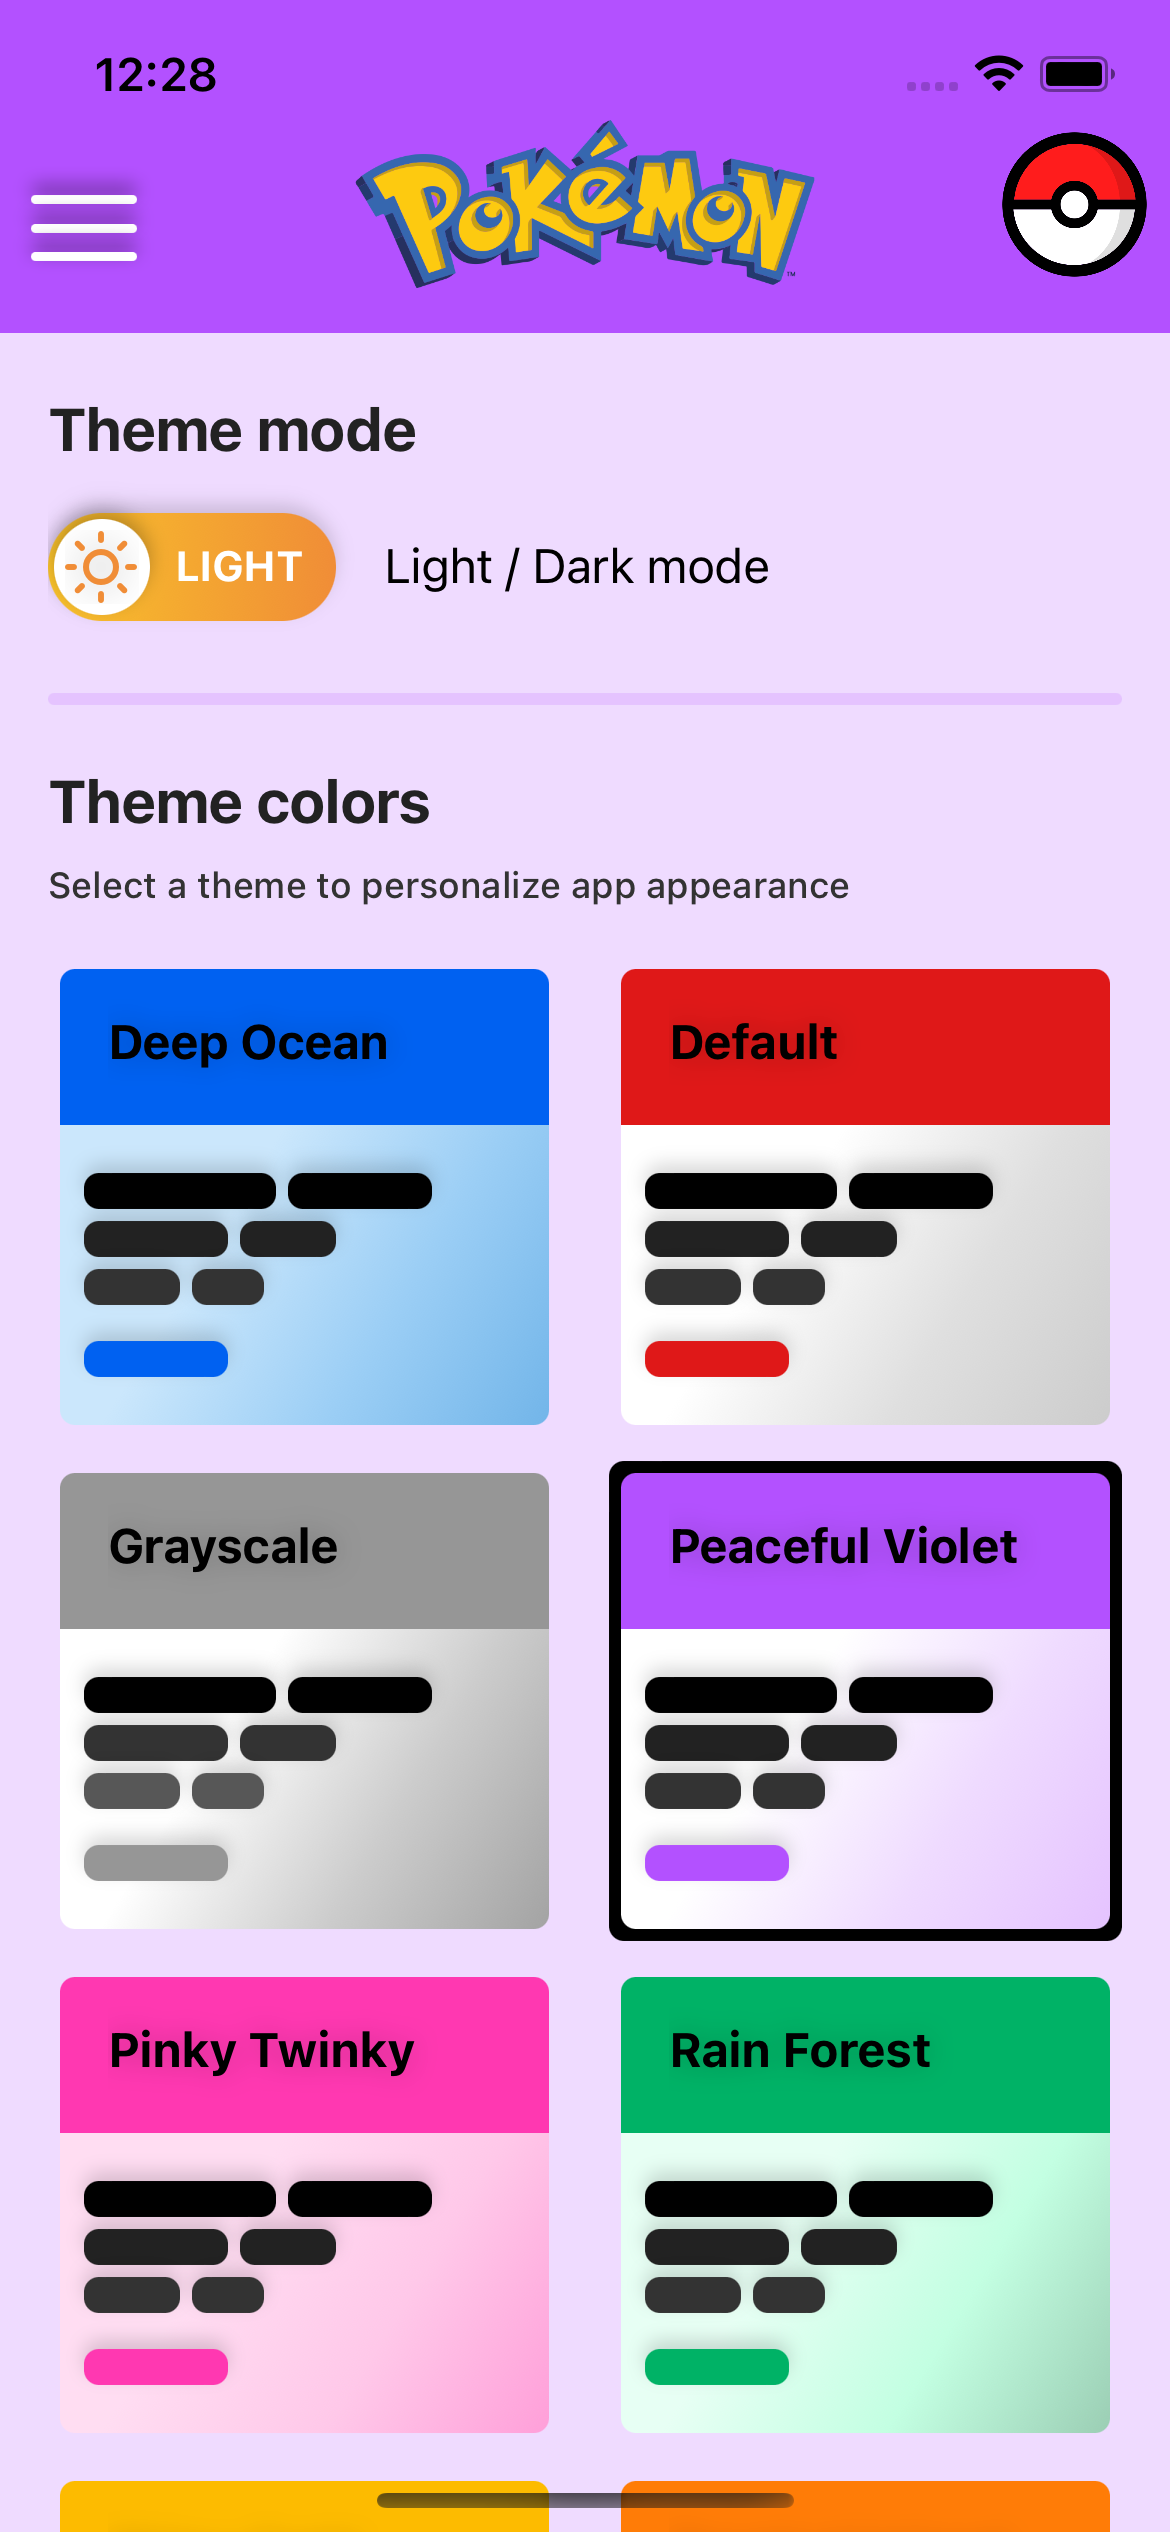 12:28
Pokémon
™
Theme mode
LIGHT
Light / Dark mode
Theme colors
Select a theme to personalize app appearance
Deep Ocean
Default
Grayscale
Peaceful Violet
Pinky Twinky
Rain Forest